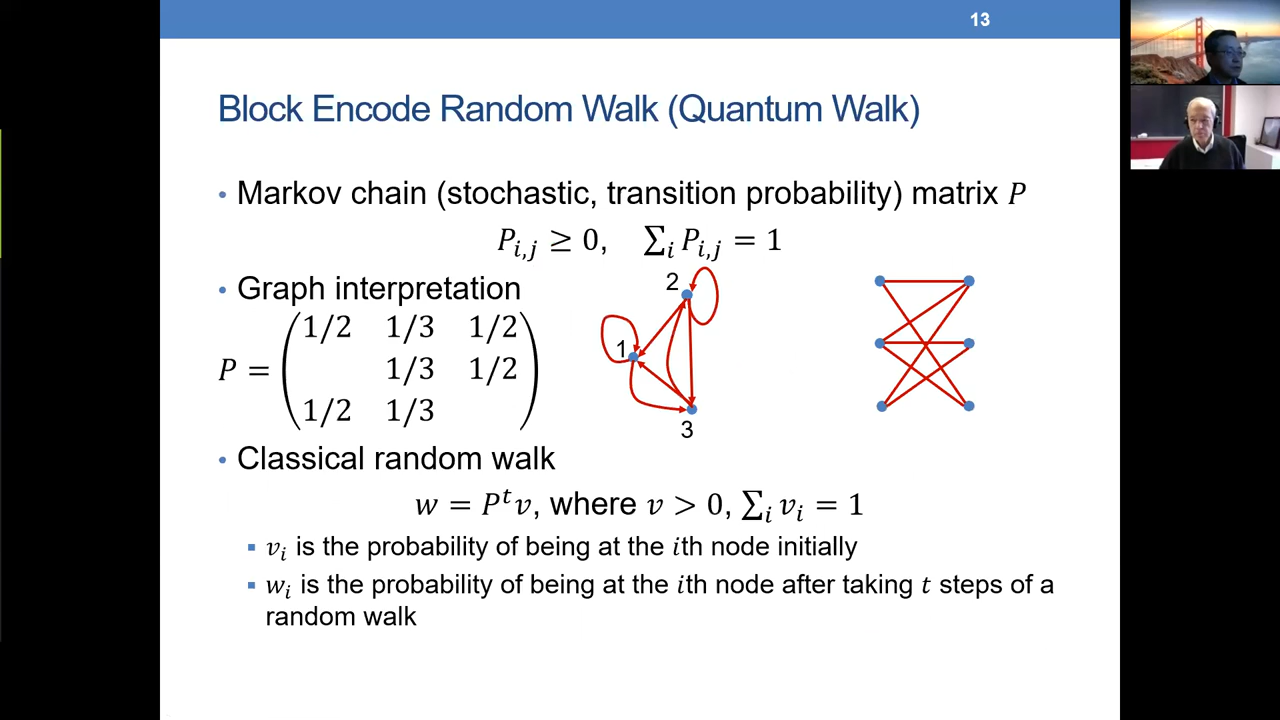 13
Block Encode Random Walk (Quantum Walk)
• Markov chain (stochastic, transition probability) matrix P
P_{i,j} ≥ 0, ∑_i P_{i,j} = 1
• Graph interpretation
P = ( 1/2 1/3 1/2
1/3 1/2
1/2 1/3 )
2
1
3
• Classical random walk
w = P^t v, where v > 0, ∑_i v_i = 1
▪ v_i is the probability of being at the ith node initially
▪ w_i is the probability of being at the ith node after taking t steps of a
random walk